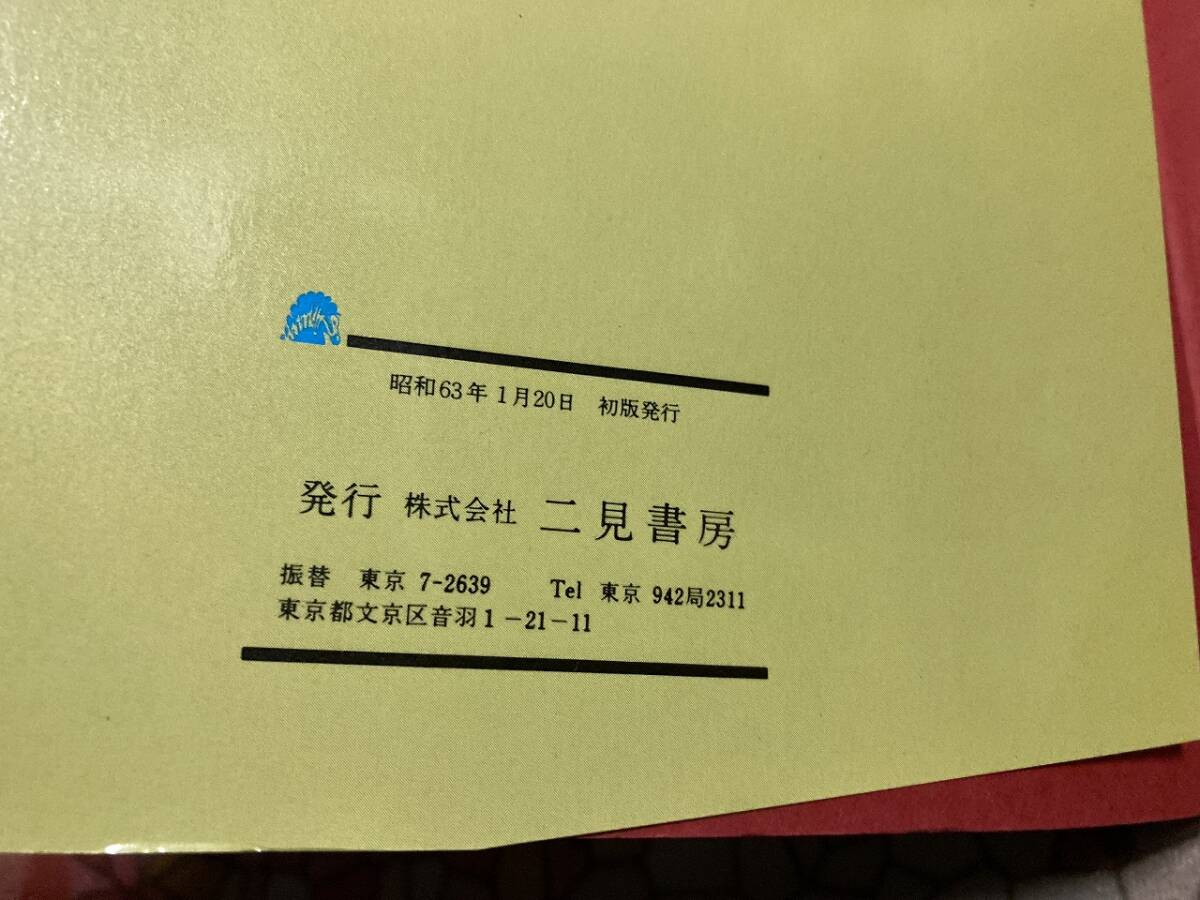 昭和63年 1月20日 初版発行
発行 株式会社 二見書房
振替 東京 7-2639 Tel 東京 942局2311
東京都文京区音羽1-21-11